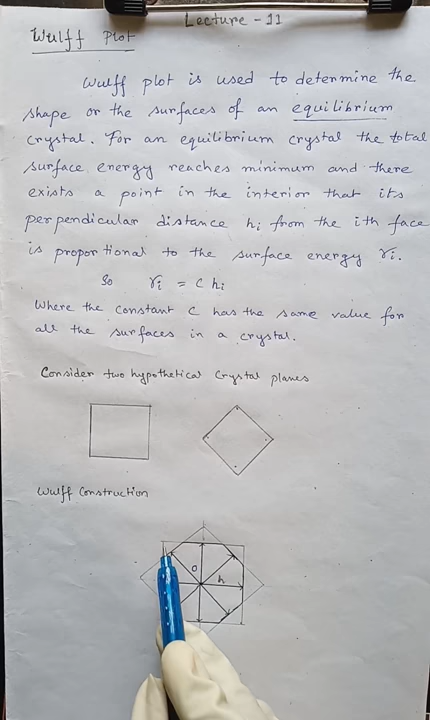 Lecture - 11
Wulff Plot
Wulff plot is used to determine the
shape or the surfaces of an equilibrium
crystal. For an equilibrium crystal the total
surface energy reaches minimum and there
exists a point in the interior that its
perpendicular distance hi from the ith face
is proportional to the surface energy ri.
So ri = c hi
Where the constant C has the same value for
all the surfaces in a crystal.
Consider two hypothetical crystal planes
Wulff Construction
O
h